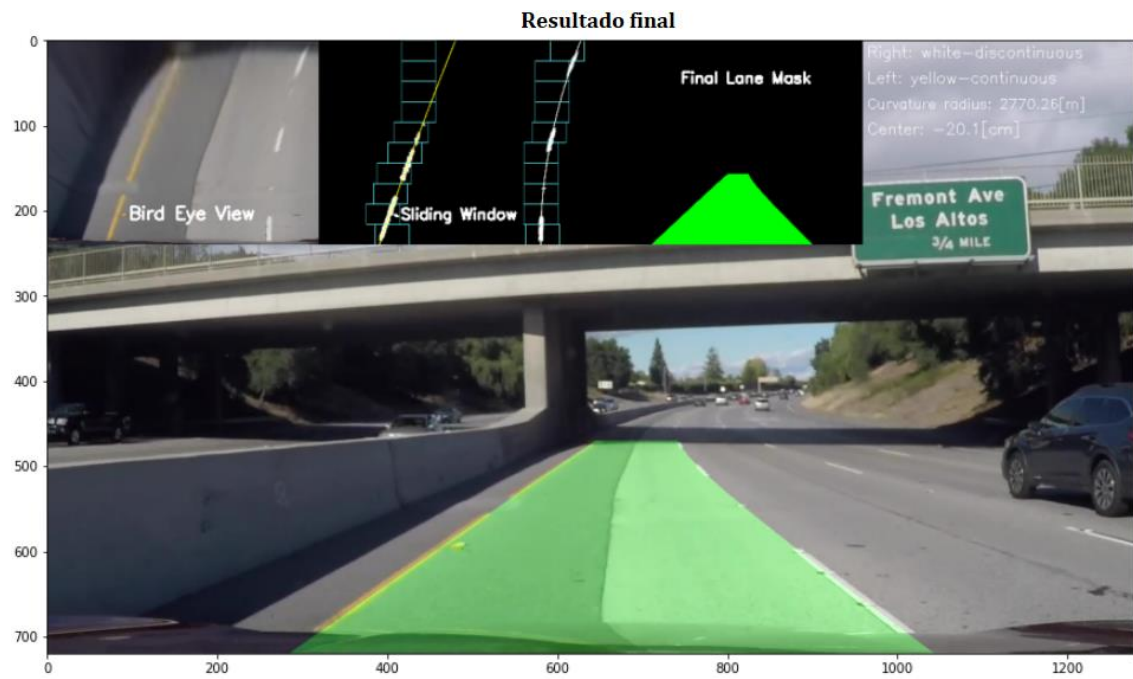 Resultado final
Bird Eye View
Sliding Window
Final Lane Mask
Right: white-discontinuous
Left: yellow-continuous
Curvature radius: 2770.26[m]
Center: -20.1[cm]
Fremont Ave
Los Altos
3/4 MILE
0
100
200
300
400
500
600
700
0
200
400
600
800
1000
1200